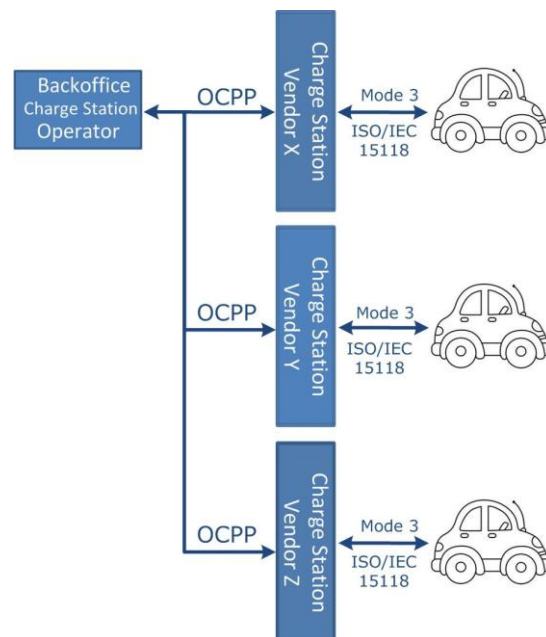 Backoffice
Charge Station
Operator
OCPP
Charge Station
Vendor X
Mode 3
ISO/IEC
15118
OCPP
Charge Station
Vendor Y
Mode 3
ISO/IEC
15118
OCPP
Charge Station
Vendor Z
Mode 3
ISO/IEC
15118